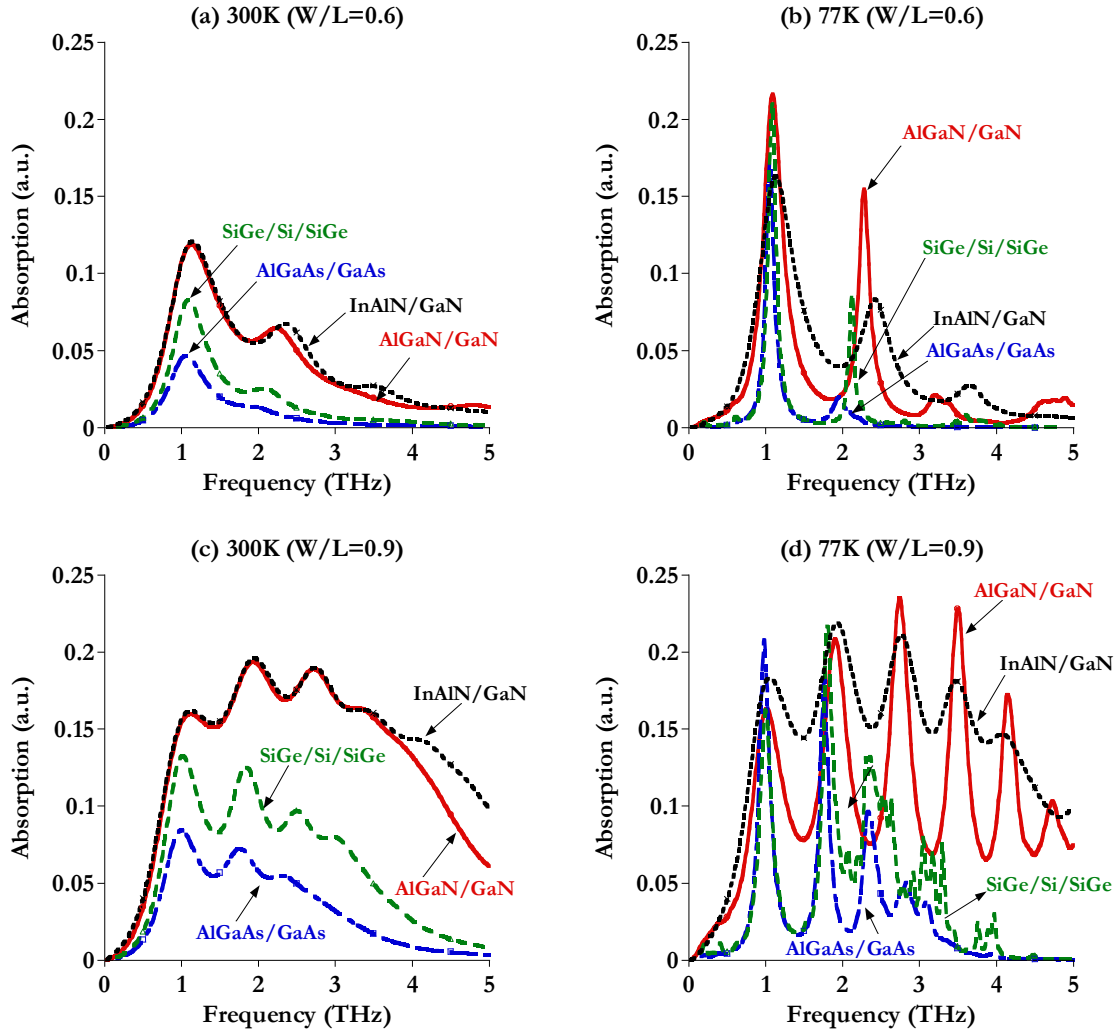 (a) 300K (W/L=0.6)
0.25
0.2
0.15
0.1
0.05
0
Absorption (a.u.)
SiGe/Si/SiGe
AlGaAs/GaAs
InAlN/GaN
AlGaN/GaN
0 1 2 3 4 5
Frequency (THz)
(b) 77K (W/L=0.6)
0.25
0.2
0.15
0.1
0.05
0
Absorption (a.u.)
AlGaN/GaN
SiGe/Si/SiGe
InAlN/GaN
AlGaAs/GaAs
0 1 2 3 4 5
Frequency (THz)
(c) 300K (W/L=0.9)
0.25
0.2
0.15
0.1
0.05
0
Absorption (a.u.)
InAlN/GaN
SiGe/Si/SiGe
AlGaN/GaN
AlGaAs/GaAs
0 1 2 3 4 5
Frequency (THz)
(d) 77K (W/L=0.9)
0.25
0.2
0.15
0.1
0.05
0
Absorption (a.u.)
AlGaN/GaN
InAlN/GaN
SiGe/Si/SiGe
AlGaAs/GaAs
0 1 2 3 4 5
Frequency (THz)